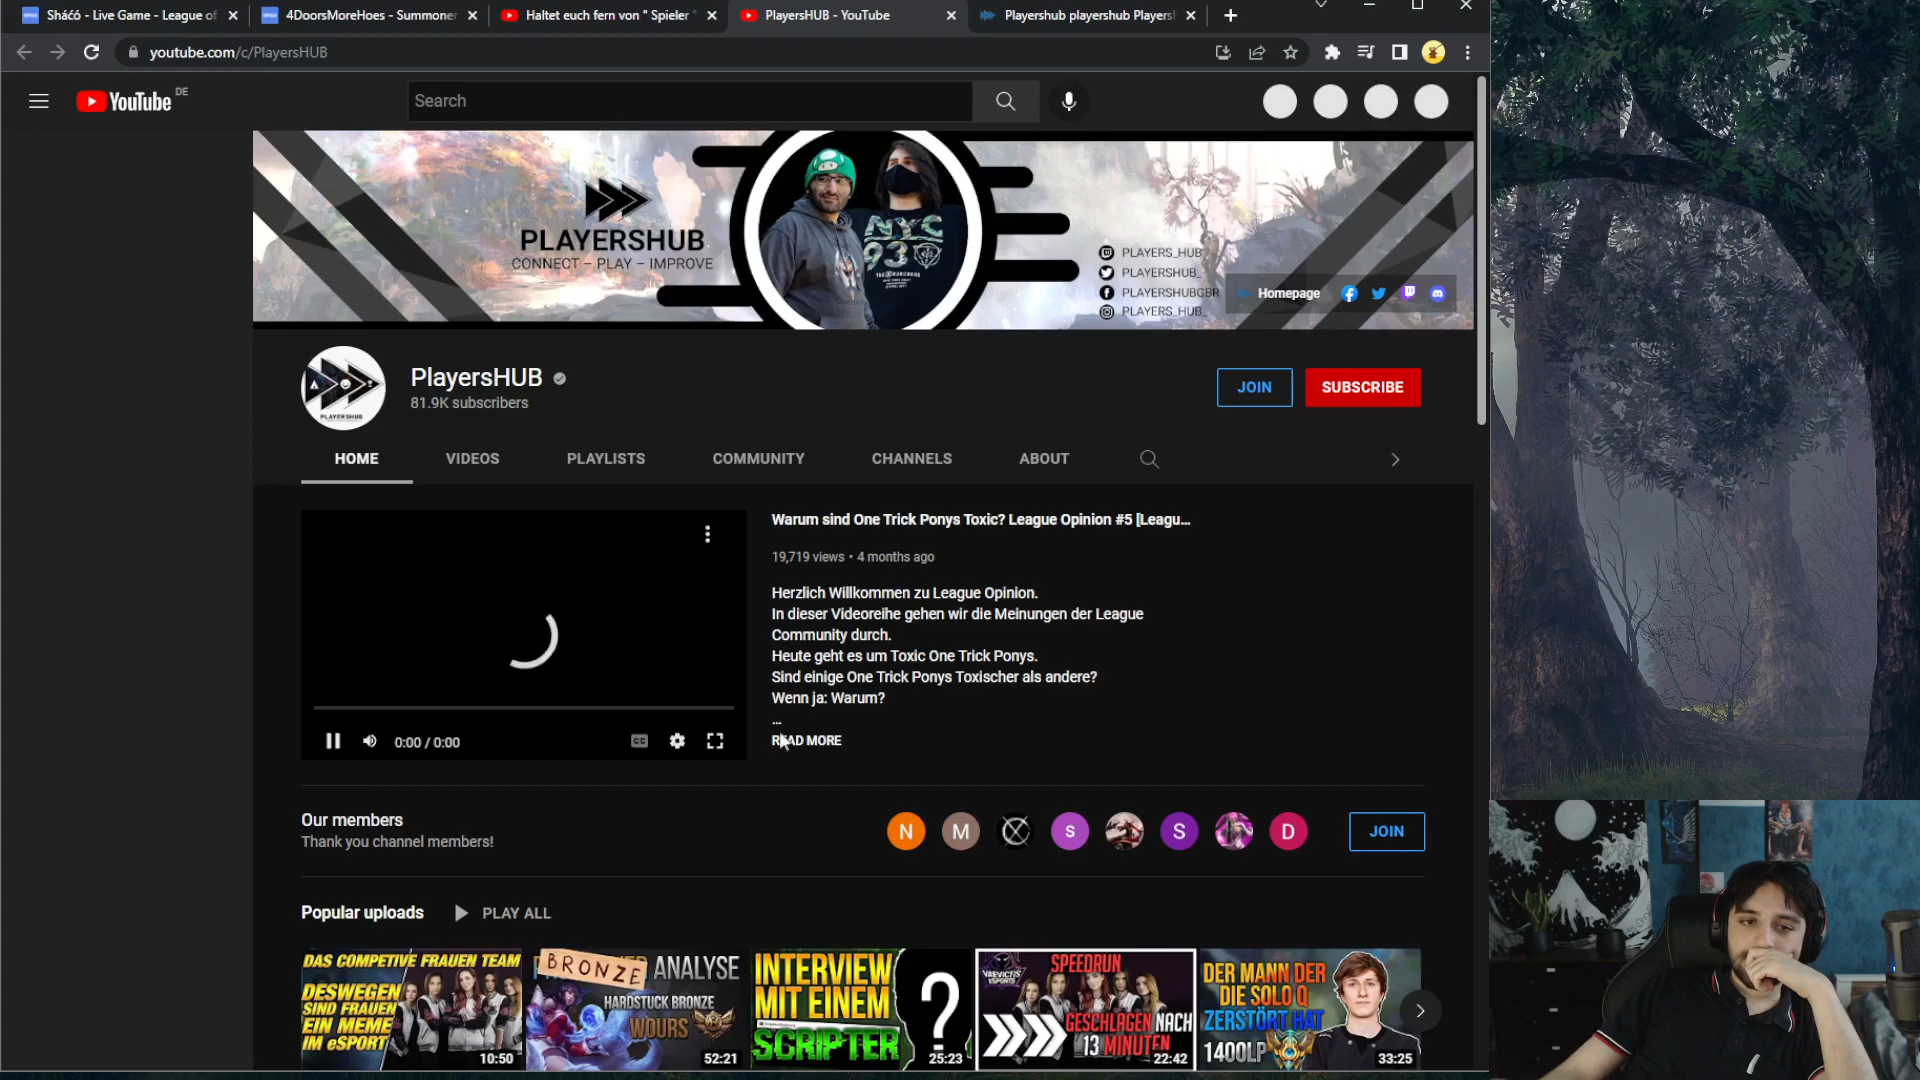 Sháćó - Live Game - League of
4DoorsMoreHoes - Summoner
Haltet euch fern von " Spieler "
PlayersHUB - YouTube
Playershub playershub Players
youtube.com/c/PlayersHUB
YouTube DE
Search
PLAYERSHUB
CONNECT – PLAY – IMPROVE
NYC
93
PLAYERS_HUB
PLAYERSHUB_
PLAYERSHUBGBR
PLAYERS_HUB_
Homepage
PLAYERSHUB
PlayersHUB
81.9K subscribers
JOIN
SUBSCRIBE
HOME
VIDEOS
PLAYLISTS
COMMUNITY
CHANNELS
ABOUT
Warum sind One Trick Ponys Toxic? League Opinion #5 [Leagu...
19,719 views • 4 months ago
Herzlich Willkommen zu League Opinion.
In dieser Videoreihe gehen wir die Meinungen der League
Community durch.
Heute geht es um Toxic One Trick Ponys.
Sind einige One Trick Ponys Toxischer als andere?
Wenn ja: Warum?
...
READ MORE
0:00 / 0:00
CC
Our members
Thank you channel members!
N
M
S
S
D
JOIN
Popular uploads
PLAY ALL
DAS COMPETIVE FRAUEN TEAM
DESWEGEN
SIND FRAUEN
EIN MEME
IM eSPORT
10:50
BRONZE ANALYSE
HARDSTUCK BRONZE
WOURS
52:21
INTERVIEW
MIT EINEM
SCRIPTER
?
25:23
VAEVICTIS
ESPORTS
SPEEDRUN
GESCHLAGEN NACH
13 MINUTEN
22:42
DER MANN DER
DIE SOLO Q
ZERSTÖRT HAT
1400LP
33:25